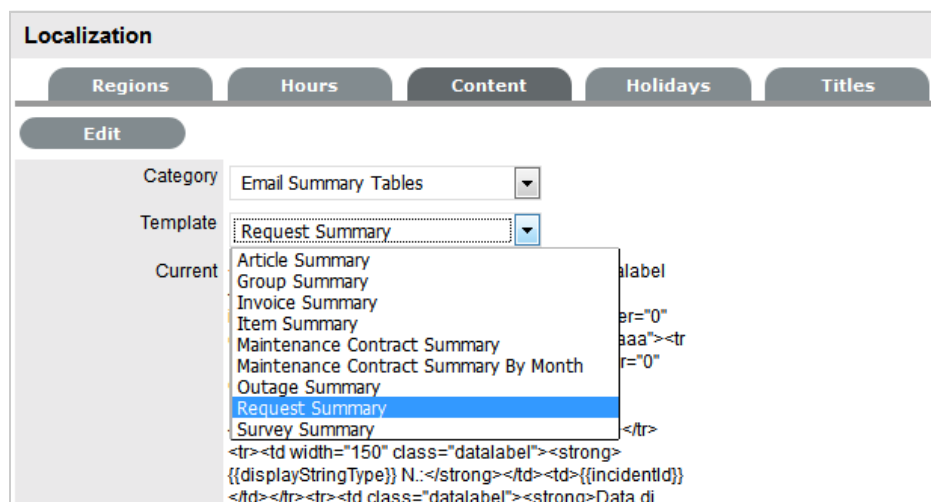 Localization
Regions Hours Content Holidays Titles
Edit
Category Email Summary Tables
Template Request Summary
Article Summary
Current alabel
Group Summary
Invoice Summary
er="0"
Item Summary
aaa"><tr
Maintenance Contract Summary
Maintenance Contract Summary By Month
r="0"
Outage Summary
Request Summary
Survey Summary
</tr>
<tr><td width="150" class="datalabel"><strong>
{{displayStringType}} N.:</strong></td><td>{{incidentId}}
</td></tr><tr><td class="datalabel"><strong>Data di